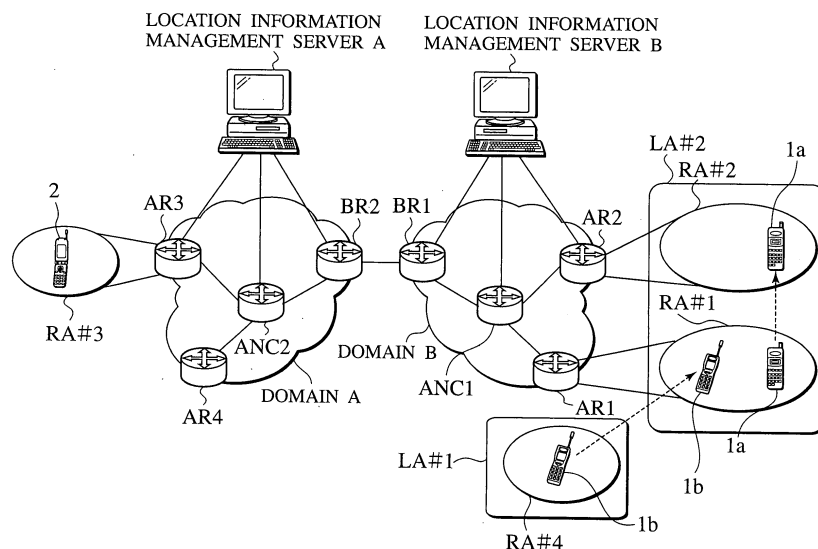 LOCATION INFORMATION
MANAGEMENT SERVER A
LOCATION INFORMATION
MANAGEMENT SERVER B
LA#2
RA#2
1a
2
AR3
BR2
BR1
AR2
RA#1
RA#3
ANC2
DOMAIN B
ANC1
AR4
DOMAIN A
AR1
1a
LA#1
1b
1b
RA#4